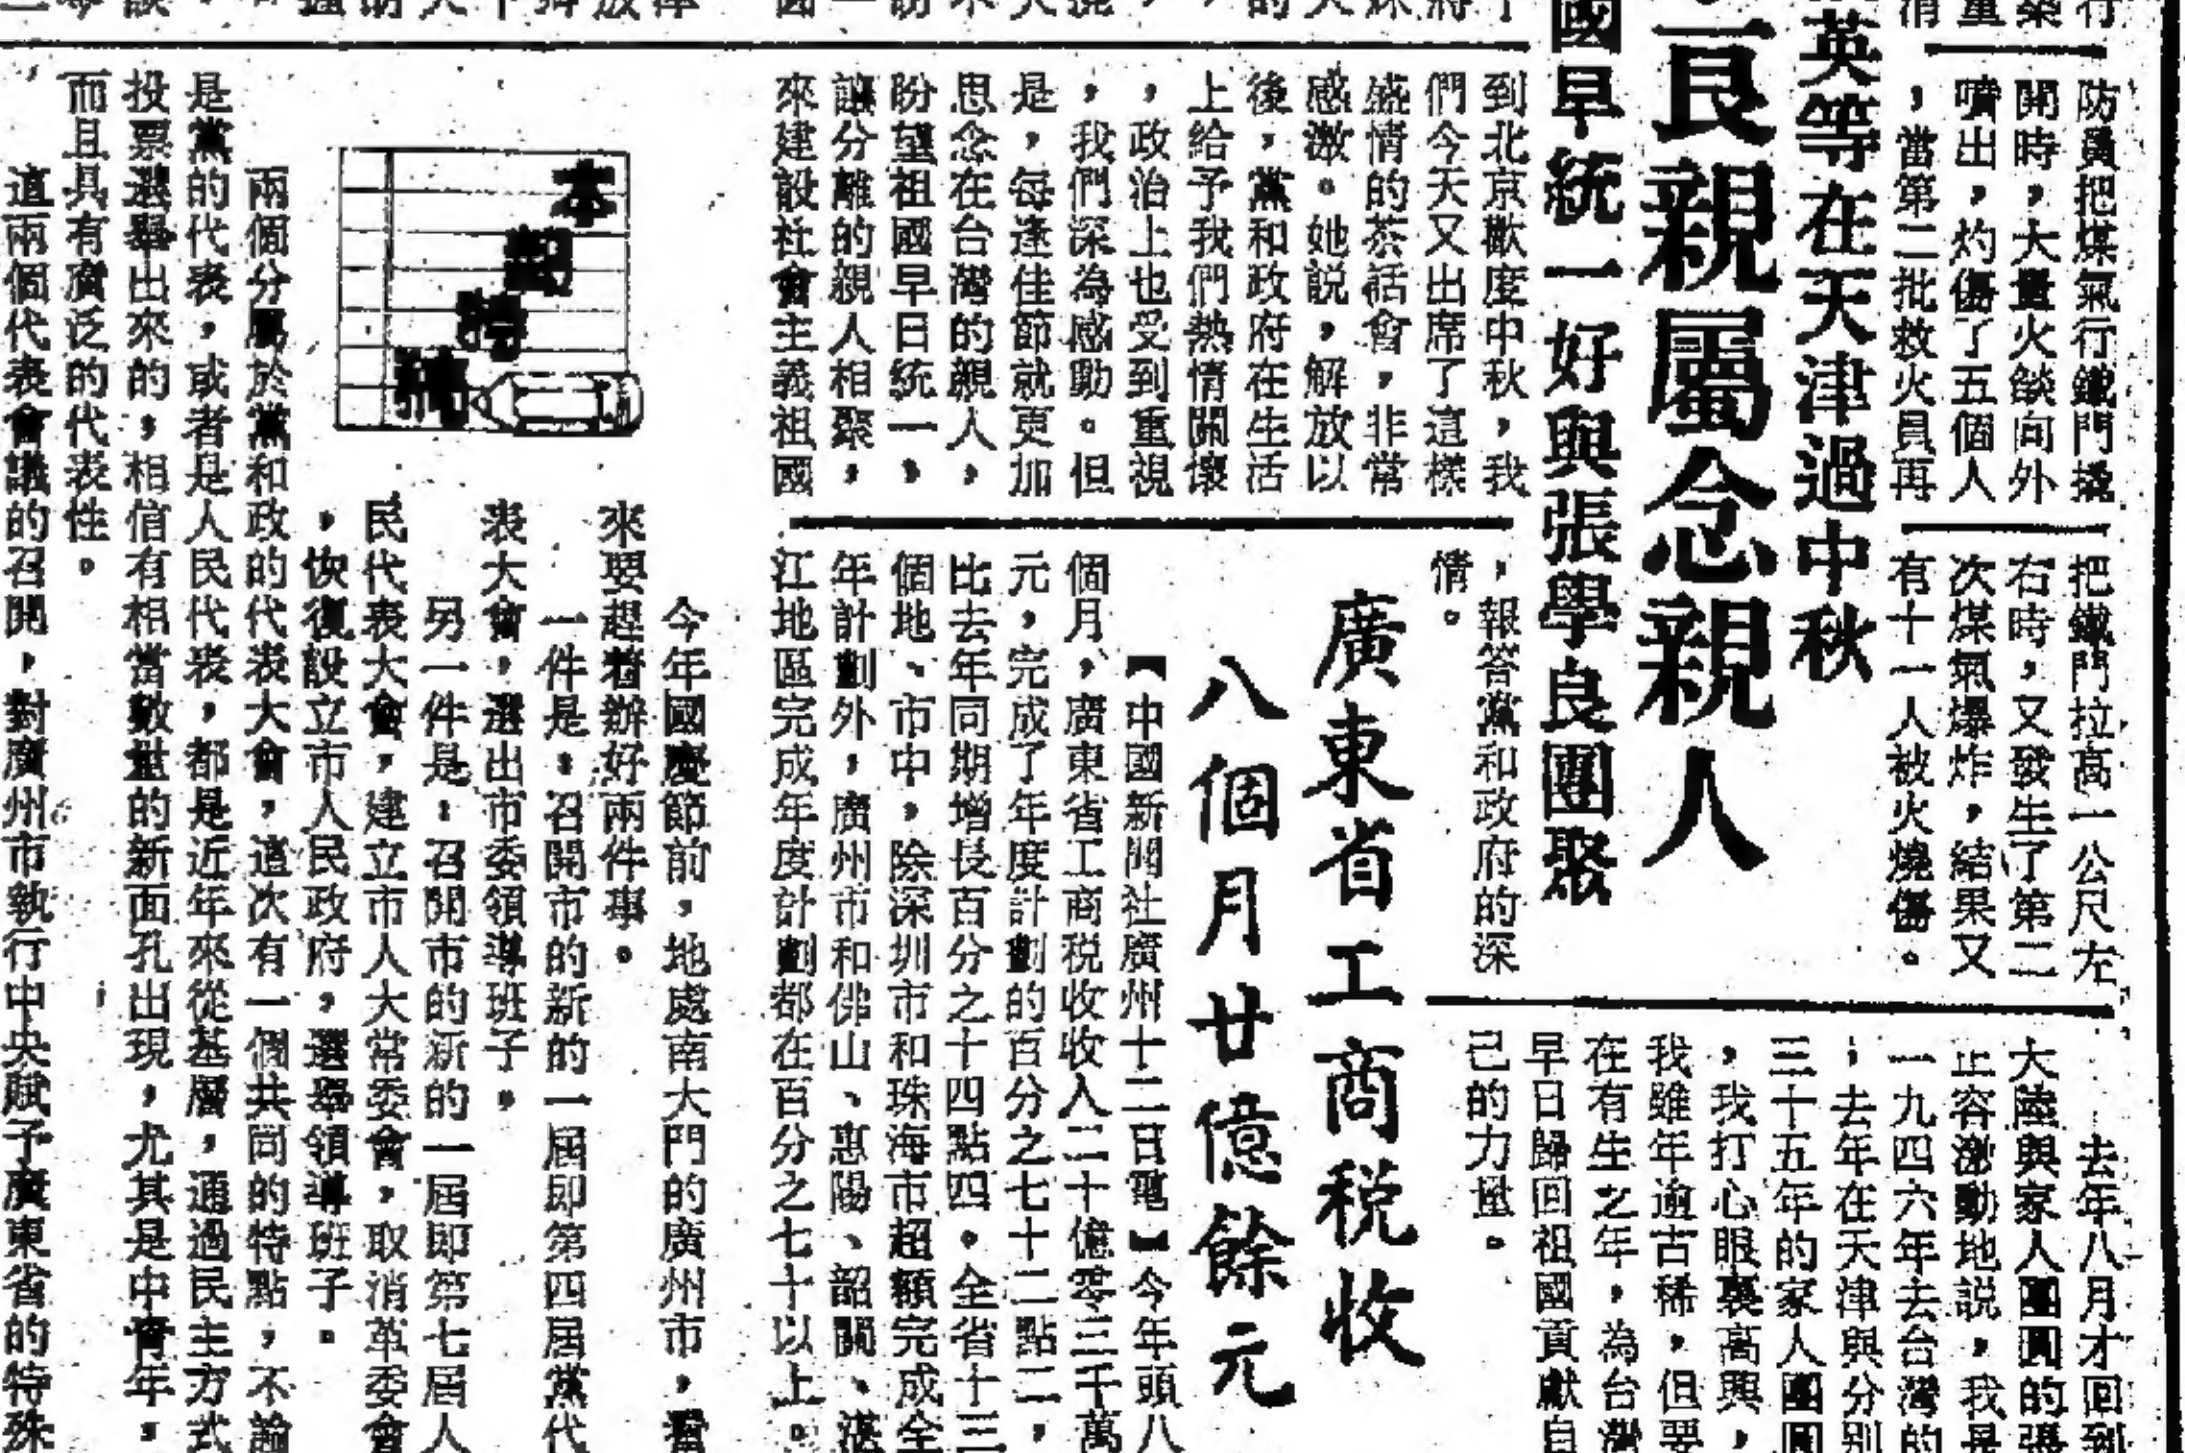 防員把煤氣行鐵門撬
開時，大量火燄向外
噴出，灼傷了五個人
，當第二批救火員再
把鐵門拉高一公尺左
右時，又發生了第二
次煤氣爆炸，結果又
有十一人被火燒傷。
英等在天津過中秋
良親屬念親人
國早統一好與張學良團聚
到北京歡度中秋，我
們今天又出席了這樣
盛情的茶話會，非常
感激。她説，解放以
後，黨和政府在生活
上給予我們熱情關懷
，政治上也受到重視
，我們深為感動。但
是，每逢佳節就更加
思念在台灣的親人，
盼望祖國早日統一，
讓分離的親人相聚，
來建設社會主義祖國
，報答黨和政府的深
情。
去年八月才回到
大陸與家人團圓的張
正容激動地説，我是
一九四六年去台灣的
；去年在天津與分別
三十五年的家人團圓
，我打心眼裏高興，
我雖年逾古稀，但要
在有生之年，為台灣
早日歸回祖國貢獻自
己的力量。
廣東省工商税收
八個月廿億餘元
【中國新聞社廣州十二日電】今年頭八
個月，廣東省工商税收收入二十億零三千萬
元，完成了年度計劃的百分之七十二點二，
比去年同期增長百分之十四點四。全省十三
個地、市中，除深圳市和珠海市超額完成全
年計劃外，廣州市和佛山、惠陽、韶關、湛
江地區完成年度計劃都在百分之七十以上。
本報特稿
今年國慶節前，地處南大門的廣州市，看
來要趕着辦好兩件事。
一件是：召開市的新的一屆即第四屆黨代
表大會，選出市委領導班子。
另一件是：召開市的新的一屆即第七屆人
民代表大會，建立市人大常委會，取消革委會
，恢復設立市人民政府，選舉領導班子。
兩個分屬於黨和政的代表大會，這次有一個共同的特點，不論
是黨的代表，或者是人民代表，都是近年來從基層，通過民主方式
投票選舉出來的，相信有相當數量的新面孔出現，尤其是中青年，
而且具有廣泛的代表性。
這兩個代表會議的召開，對廣州市執行中央賦予廣東省的特殊